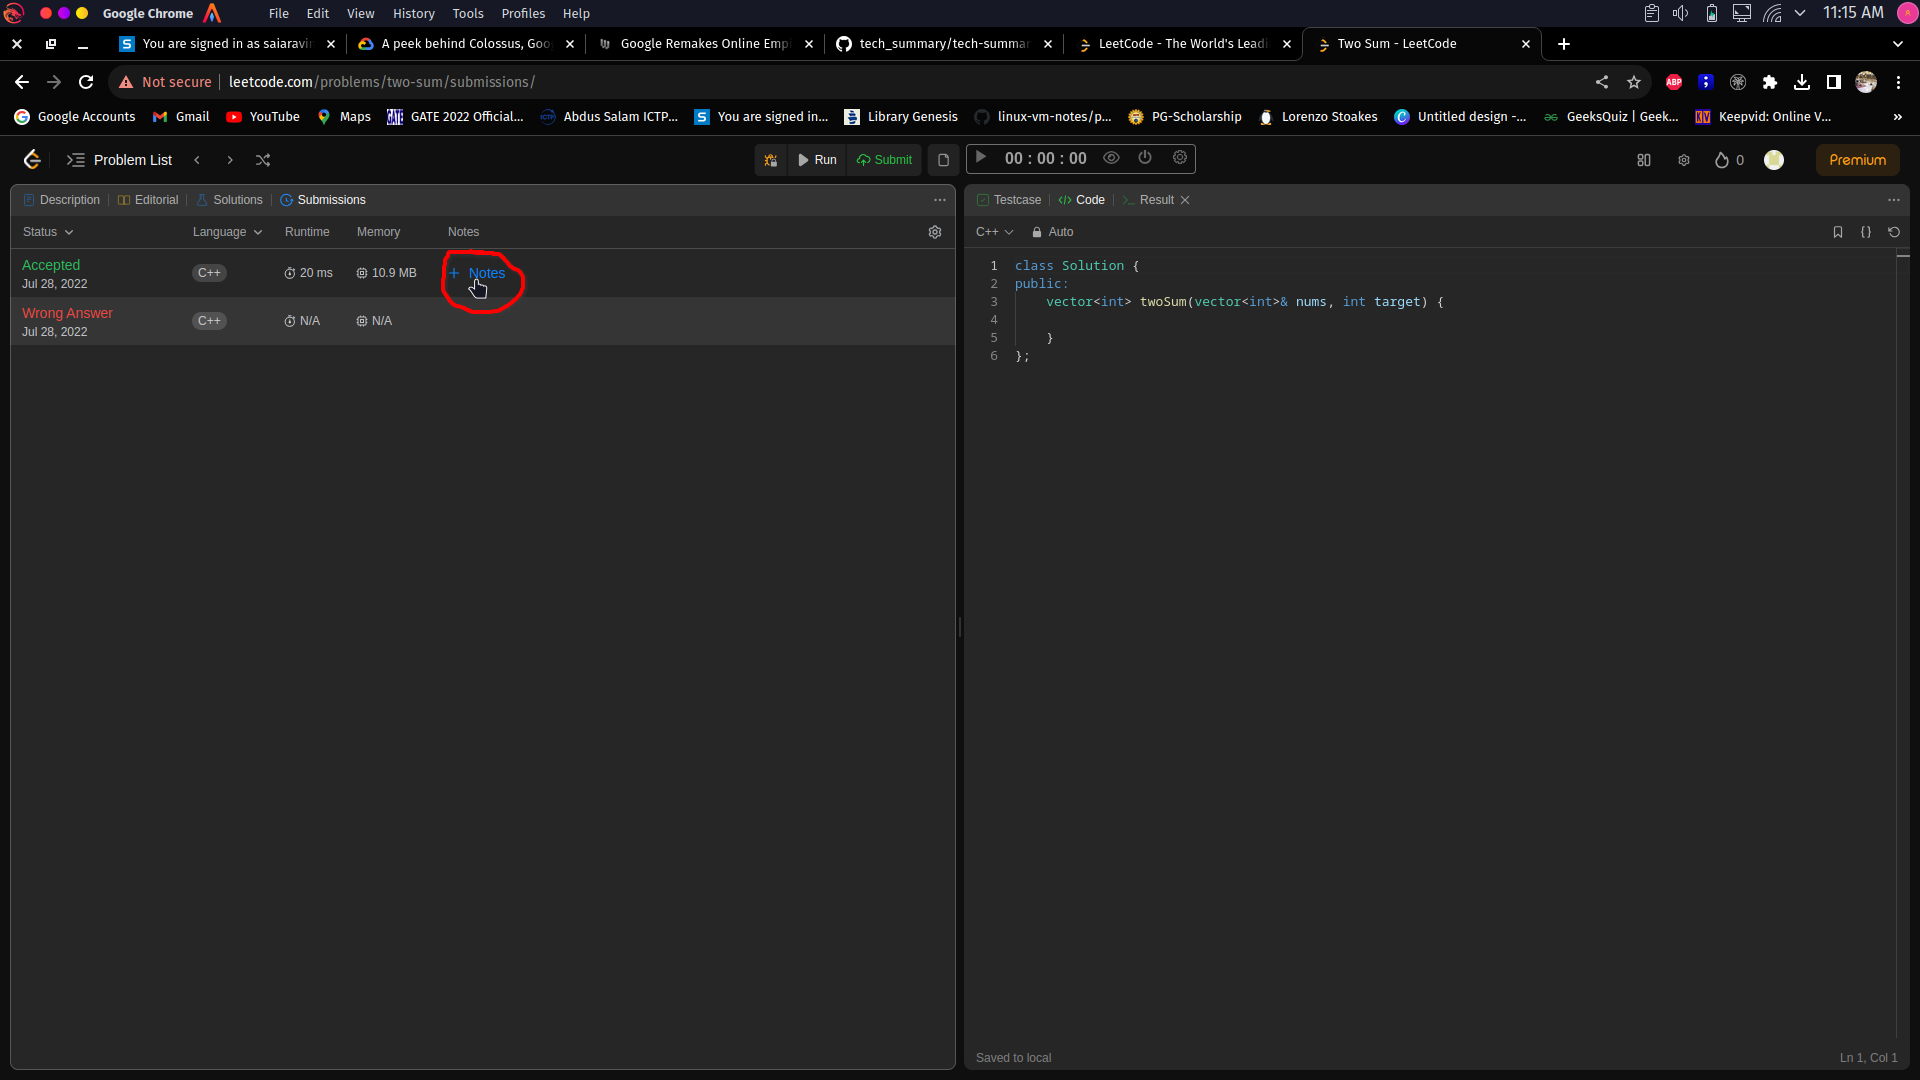 Google Chrome File Edit View History Tools Profiles Help 11:15 AM
You are signed in as saiaravin
A peek behind Colossus, Goo
Google Remakes Online Empi
tech_summary/tech-summar
LeetCode - The World's Leadi
Two Sum - LeetCode
Not secure leetcode.com/problems/two-sum/submissions/
ABP
Google Accounts Gmail YouTube Maps GATE 2022 Official... Abdus Salam ICTP... You are signed in... Library Genesis linux-vm-notes/p... PG-Scholarship Lorenzo Stoakes Untitled design -... GeeksQuiz | Geek... Keepvid: Online V... »
Problem List Run Submit 00 : 00 : 00 0 Premium
Description Editorial Solutions Submissions
Status Language Runtime Memory Notes
Accepted C++ 20 ms 10.9 MB + Notes
Jul 28, 2022
Wrong Answer C++ N/A N/A
Jul 28, 2022
Testcase </> Code Result
C++ Auto {}
1 class Solution {
2 public:
3 vector<int> twoSum(vector<int>& nums, int target) {
4
5 }
6 };
Saved to local Ln 1, Col 1